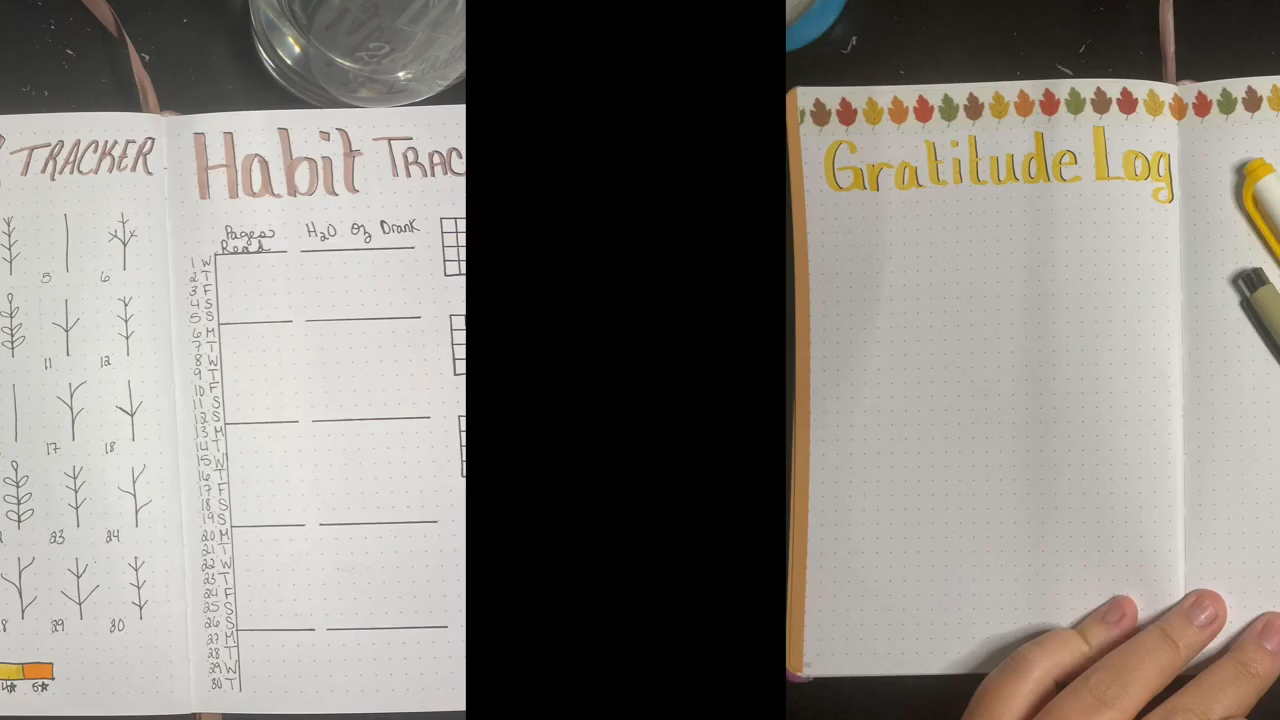 TRACKER
5 6
11 12
17 18
23 24
29 30
4☆ 5☆
Habit TRAC
Pages Read
H₂O Oz Drank
1 W
2 T
3 F
4 S
5 S
6 M
7 T
8 W
9 T
10 F
11 S
12 S
13 M
14 T
15 W
16 T
17 F
18 S
19 S
20 M
21 T
22 W
23 T
24 F
25 S
26 S
27 M
28 T
29 W
30 T
Gratitude Log